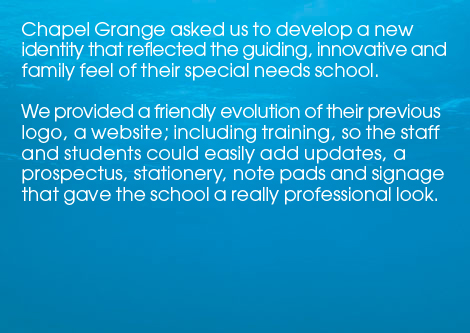 Chapel Grange asked us to develop a new
identity that reflected the guiding, innovative and
family feel of their special needs school.
We provided a friendly evolution of their previous
logo, a website; including training, so the staff
and students could easily add updates, a
prospectus, stationery, note pads and signage
that gave the school a really professional look.